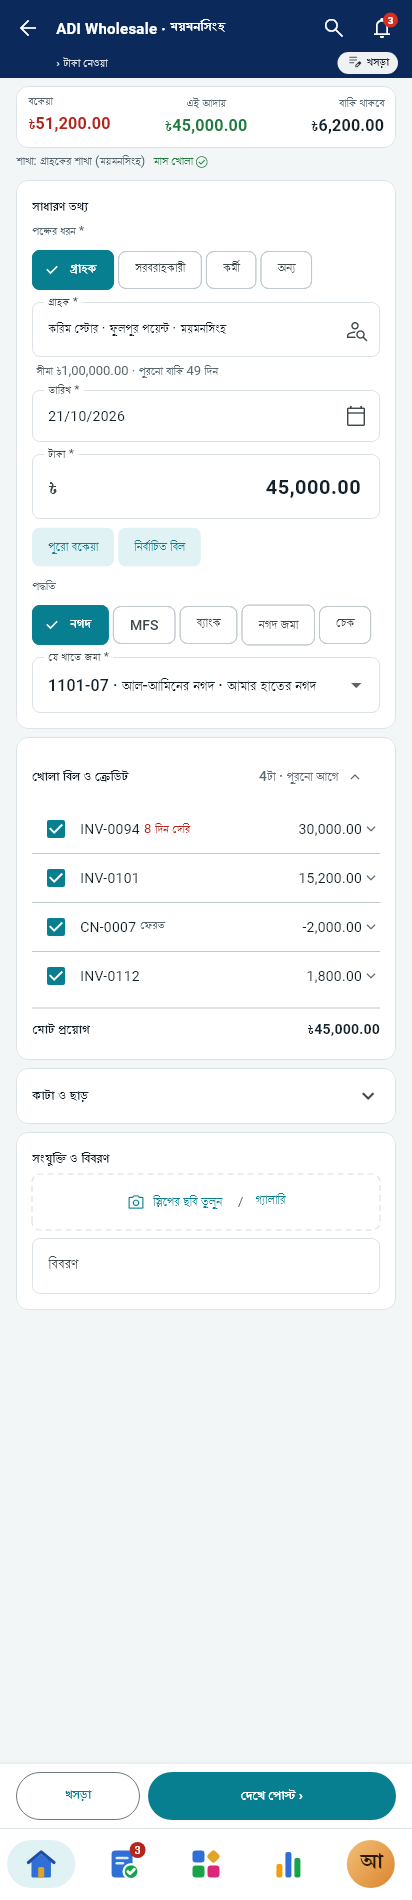 ADI Wholesale · ময়মনসিংহ
3
› টাকা নেওয়া
খসড়া
বকেয়া
এই আদায়
বাকি থাকবে
৳51,200.00
৳45,000.00
৳6,200.00
শাখা: গ্রাহকের শাখা (ময়মনসিংহ) মাস খোলা
সাধারণ তথ্য
পক্ষের ধরন *
গ্রাহক
সরবরাহকারী
কর্মী
অন্য
গ্রাহক *
করিম স্টোর · ফুলপুর পয়েন্ট · ময়মনসিংহ
সীমা ৳1,00,000.00 · পুরনো বাকি 49 দিন
তারিখ *
21/10/2026
টাকা *
৳ 45,000.00
পুরো বকেয়া
নির্বাচিত বিল
পদ্ধতি
নগদ
MFS
ব্যাংক
নগদ জমা
চেক
যে খাতে জমা *
1101-07 · আল-আমিনের নগদ · আমার হাতের নগদ
খোলা বিল ও ক্রেডিট
4টা · পুরনো আগে
INV-0094 8 দিন দেরি 30,000.00
INV-0101 15,200.00
CN-0007 ফেরত -2,000.00
INV-0112 1,800.00
মোট প্রয়োগ ৳45,000.00
কাটা ও ছাড়
সংযুক্তি ও বিবরণ
স্লিপের ছবি তুলুন / গ্যালারি
বিবরণ
খসড়া
দেখে পোস্ট ›
3
আ